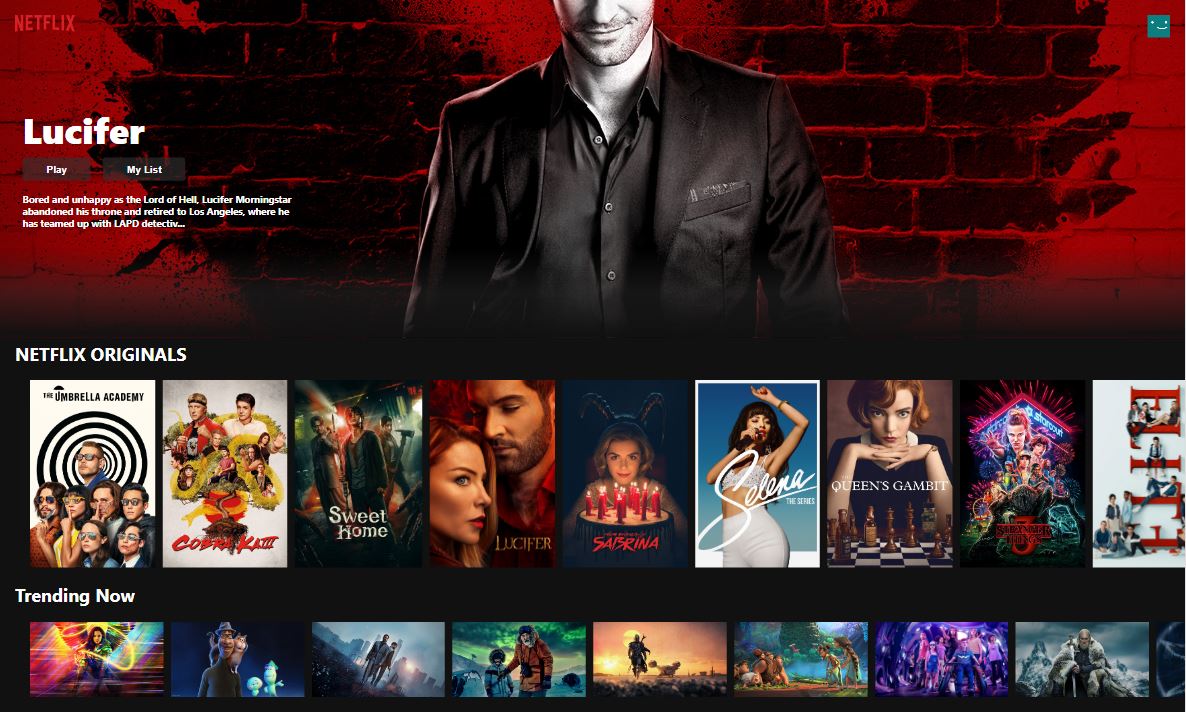 NETFLIX
Lucifer
Play
My List
Bored and unhappy as the Lord of Hell, Lucifer Morningstar
abandoned his throne and retired to Los Angeles, where he
has teamed up with LAPD detectiv...
NETFLIX ORIGINALS
THE UMBRELLA ACADEMY
COBRA KAI
Sweet
Home
LUCIFER
SABRINA
Selena
THE SERIES
QUEEN'S GAMBIT
STRANGER
THINGS
3
ELITE
Trending Now